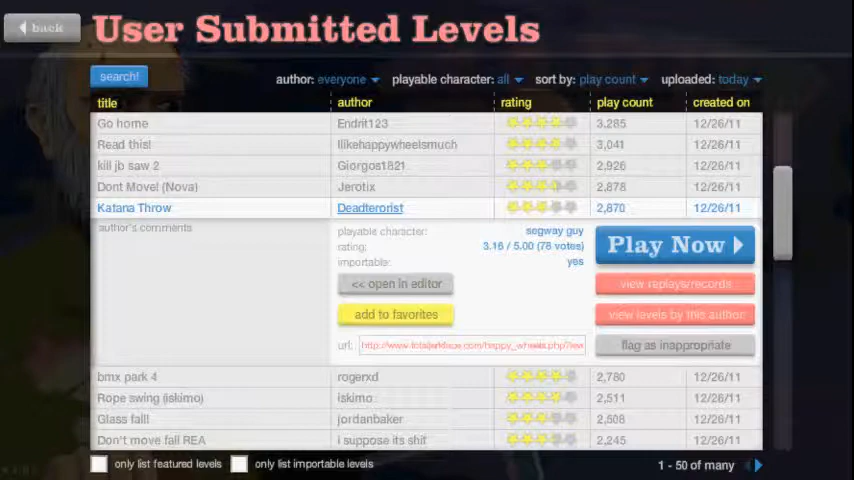 back
User Submitted Levels
search!
author: everyone playable character: all sort by: play count uploaded: today
title author rating play count created on
Go home Endrit123 3,285 12/26/11
Read this! Ilikehappywheelsmuch 3,041 12/26/11
kill jb saw 2 Giorgos1821 2,926 12/26/11
Dont Move! (Nova) Jerotix 2,878 12/26/11
Katana Throw Deadterorist 2,870 12/26/11
author's comments
playable character: segway guy
rating: 3.16 / 5.00 (78 votes)
importable: yes
Play Now
<< open in editor
view replays/records
add to favorites
view levels by this author
url: http://www.totaljerkface.com/happy_wheels.php?
flag as inappropriate
bmx park 4 rogerxd 2,780 12/26/11
Rope swing (iskimo) iskimo 2,511 12/26/11
Glass fall! jordanbaker 2,508 12/26/11
Don't move fall REA i suppose its shit 2,245 12/26/11
only list featured levels only list importable levels 1 - 50 of many